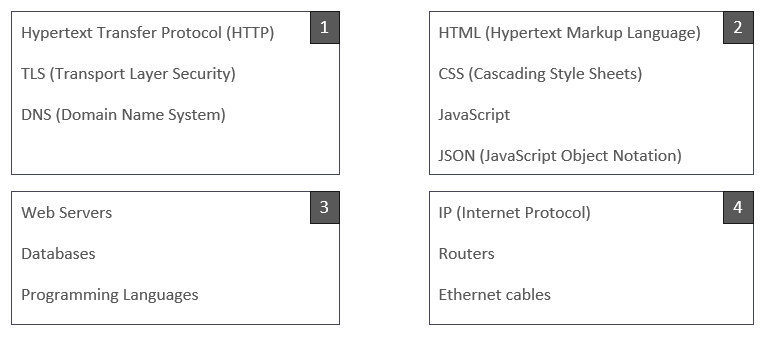 Hypertext Transfer Protocol (HTTP)
1
TLS (Transport Layer Security)
DNS (Domain Name System)
HTML (Hypertext Markup Language)
2
CSS (Cascading Style Sheets)
JavaScript
JSON (JavaScript Object Notation)
Web Servers
3
Databases
Programming Languages
IP (Internet Protocol)
4
Routers
Ethernet cables